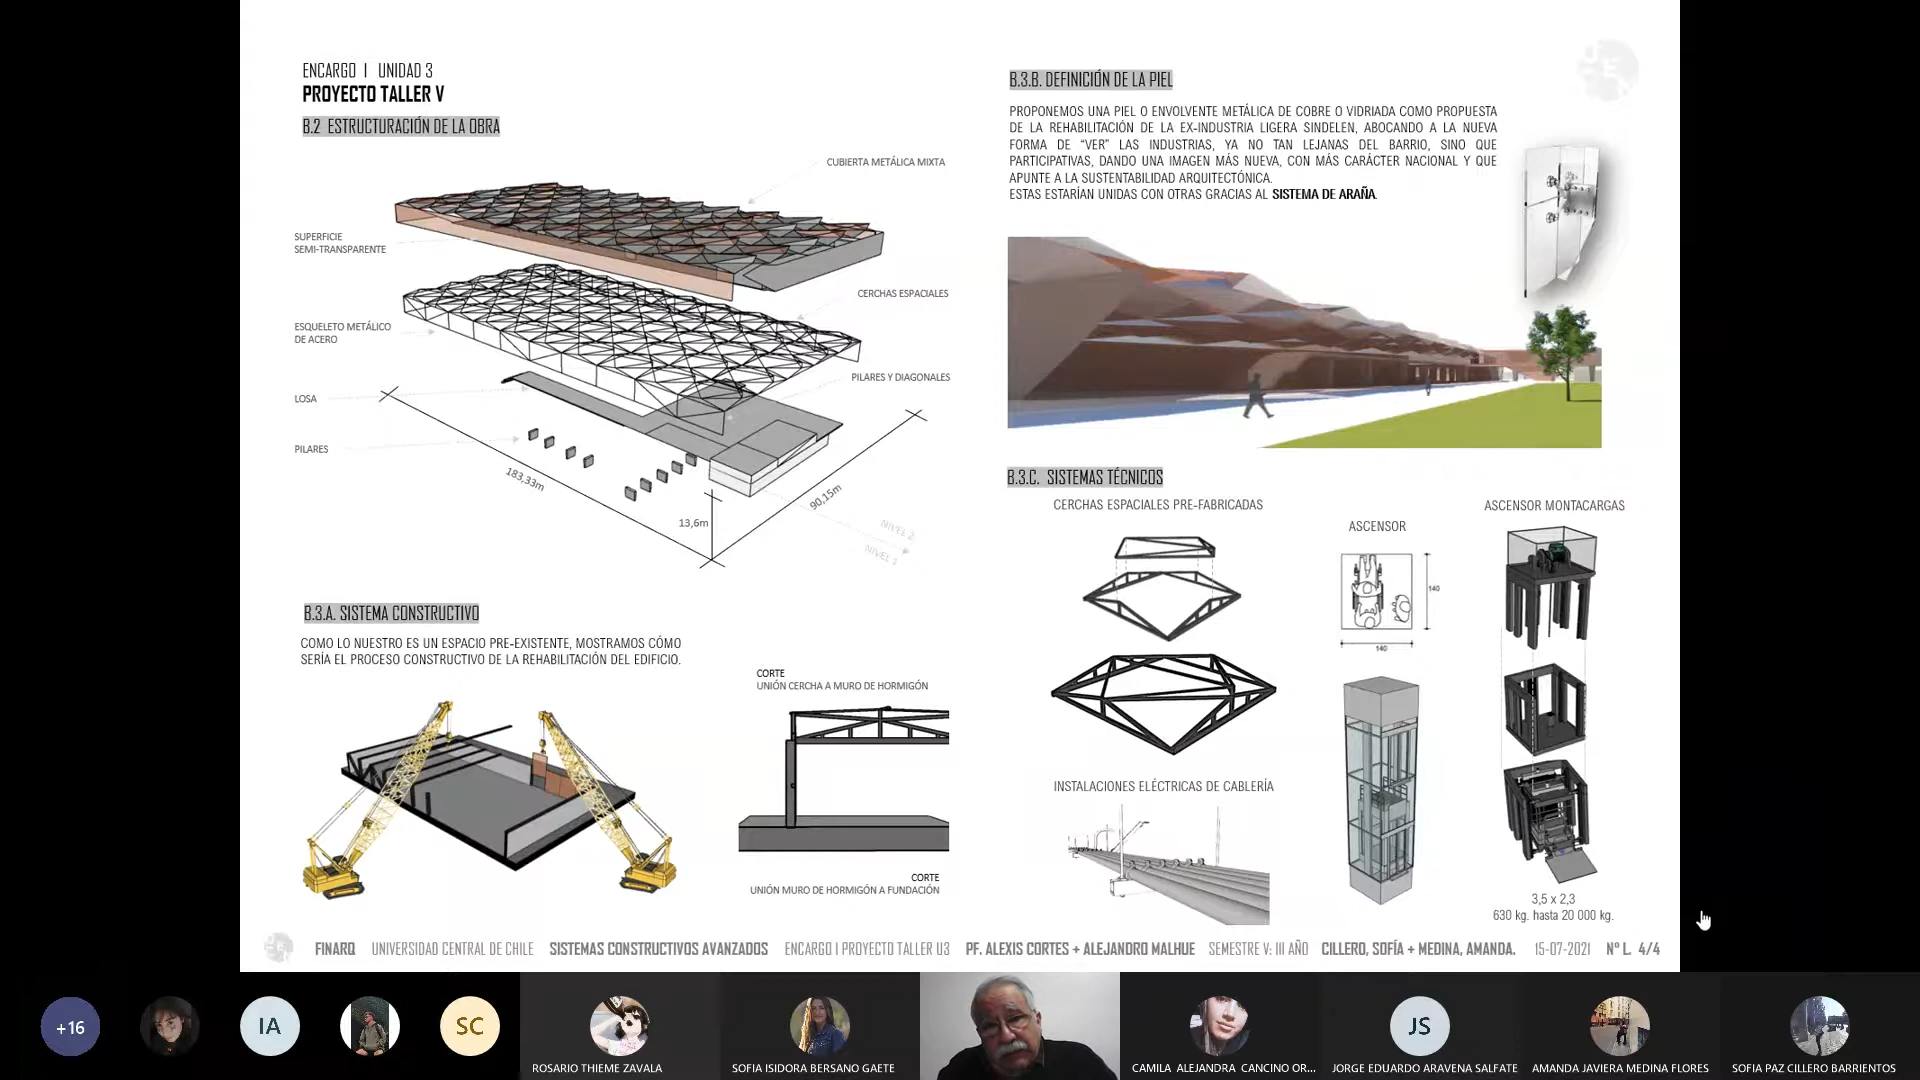 ENCARGO I UNIDAD 3
PROYECTO TALLER V
B.2 ESTRUCTURACIÓN DE LA OBRA
CUBIERTA METÁLICA MIXTA
SUPERFICIE
SEMI-TRANSPARENTE
CERCHAS ESPACIALES
ESQUELETO METÁLICO
DE ACERO
PILARES Y DIAGONALES
LOSA
PILARES
183,33m
90,15m
13,6m
NIVEL 2
NIVEL 1
B.3.A. SISTEMA CONSTRUCTIVO
COMO LO NUESTRO ES UN ESPACIO PRE-EXISTENTE, MOSTRAMOS CÓMO
SERÍA EL PROCESO CONSTRUCTIVO DE LA REHABILITACIÓN DEL EDIFICIO.
CORTE
UNIÓN CERCHA A MURO DE HORMIGÓN
CORTE
UNIÓN MURO DE HORMIGÓN A FUNDACIÓN
B.3.B. DEFINICIÓN DE LA PIEL
PROPONEMOS UNA PIEL O ENVOLVENTE METÁLICA DE COBRE O VIDRIADA COMO PROPUESTA
DE LA REHABILITACIÓN DE LA EX-INDUSTRIA LIGERA SINDELEN, ABOCANDO A LA NUEVA
FORMA DE “VER” LAS INDUSTRIAS, YA NO TAN LEJANAS DEL BARRIO, SINO QUE
PARTICIPATIVAS, DANDO UNA IMAGEN MÁS NUEVA, CON MÁS CARÁCTER NACIONAL Y QUE
APUNTE A LA SUSTENTABILIDAD ARQUITECTÓNICA.
ESTAS ESTARÍAN UNIDAS CON OTRAS GRACIAS AL SISTEMA DE ARAÑA.
B.3.C. SISTEMAS TÉCNICOS
CERCHAS ESPACIALES PRE-FABRICADAS
ASCENSOR
ASCENSOR MONTACARGAS
140
140
INSTALACIONES ELÉCTRICAS DE CABLERÍA
3,5 x 2,3
630 kg. hasta 20 000 kg.
FINARQ UNIVERSIDAD CENTRAL DE CHILE SISTEMAS CONSTRUCTIVOS AVANZADOS ENCARGO I PROYECTO TALLER U3 PF. ALEXIS CORTES + ALEJANDRO MALHUE SEMESTRE V: III AÑO CILLERO, SOFÍA + MEDINA, AMANDA. 15-07-2021 Nº L. 4/4
+16
IA
SC
JS
ROSARIO THIEME ZAVALA
SOFIA ISIDORA BERSANO GAETE
CAMILA ALEJANDRA CANCINO OR...
JORGE EDUARDO ARAVENA SALFATE
AMANDA JAVIERA MEDINA FLORES
SOFIA PAZ CILLERO BARRIENTOS